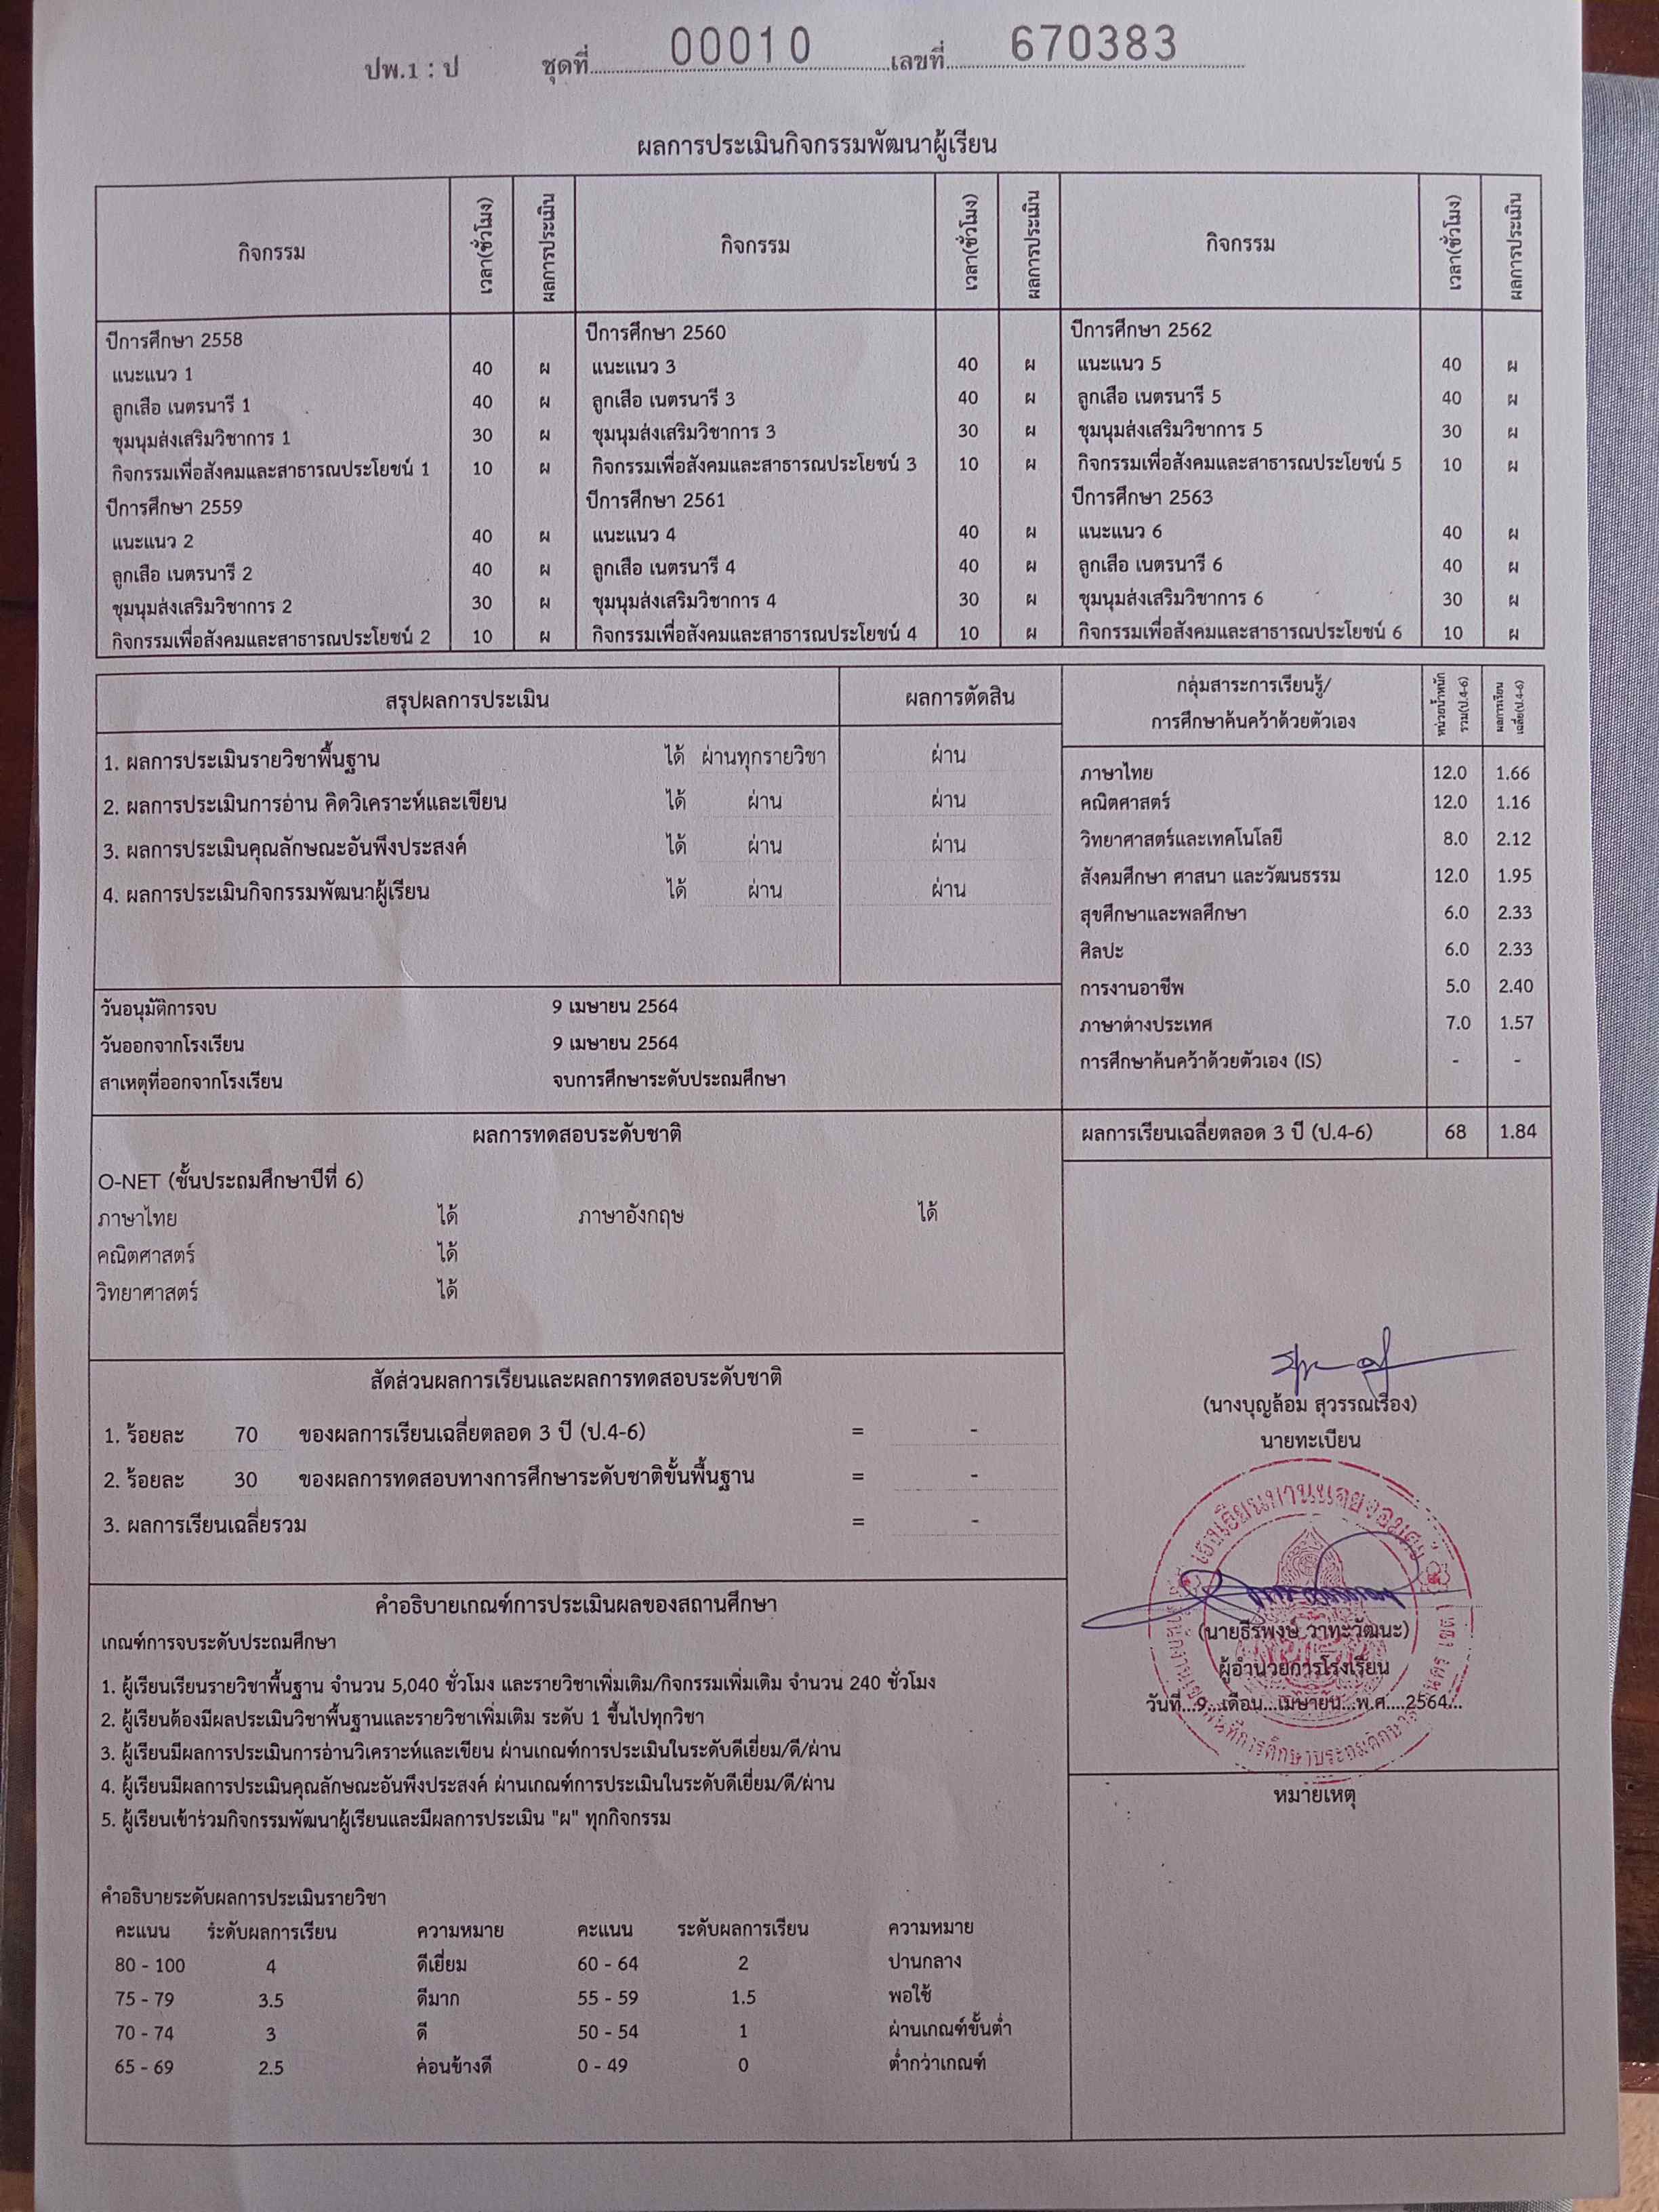 ปพ.1 : ป ชุดที่ 00010 เลขที่ 670383
ผลการประเมินกิจกรรมพัฒนาผู้เรียน
กิจกรรม เวลา(ชั่วโมง) ผลการประเมิน กิจกรรม เวลา(ชั่วโมง) ผลการประเมิน กิจกรรม เวลา(ชั่วโมง) ผลการประเมิน
ปีการศึกษา 2558 ปีการศึกษา 2560 ปีการศึกษา 2562
แนะแนว 1 40 ผ แนะแนว 3 40 ผ แนะแนว 5 40 ผ
ลูกเสือ เนตรนารี 1 40 ผ ลูกเสือ เนตรนารี 3 40 ผ ลูกเสือ เนตรนารี 5 40 ผ
ชุมนุมส่งเสริมวิชาการ 1 30 ผ ชุมนุมส่งเสริมวิชาการ 3 30 ผ ชุมนุมส่งเสริมวิชาการ 5 30 ผ
กิจกรรมเพื่อสังคมและสาธารณประโยชน์ 1 10 ผ กิจกรรมเพื่อสังคมและสาธารณประโยชน์ 3 10 ผ กิจกรรมเพื่อสังคมและสาธารณประโยชน์ 5 10 ผ
ปีการศึกษา 2559 ปีการศึกษา 2561 ปีการศึกษา 2563
แนะแนว 2 40 ผ แนะแนว 4 40 ผ แนะแนว 6 40 ผ
ลูกเสือ เนตรนารี 2 40 ผ ลูกเสือ เนตรนารี 4 40 ผ ลูกเสือ เนตรนารี 6 40 ผ
ชุมนุมส่งเสริมวิชาการ 2 30 ผ ชุมนุมส่งเสริมวิชาการ 4 30 ผ ชุมนุมส่งเสริมวิชาการ 6 30 ผ
กิจกรรมเพื่อสังคมและสาธารณประโยชน์ 2 10 ผ กิจกรรมเพื่อสังคมและสาธารณประโยชน์ 4 10 ผ กิจกรรมเพื่อสังคมและสาธารณประโยชน์ 6 10 ผ
สรุปผลการประเมิน ผลการตัดสิน
1. ผลการประเมินรายวิชาพื้นฐาน ได้ ผ่านทุกรายวิชา ผ่าน
2. ผลการประเมินการอ่าน คิดวิเคราะห์และเขียน ได้ ผ่าน ผ่าน
3. ผลการประเมินคุณลักษณะอันพึงประสงค์ ได้ ผ่าน ผ่าน
4. ผลการประเมินกิจกรรมพัฒนาผู้เรียน ได้ ผ่าน ผ่าน
วันอนุมัติการจบ 9 เมษายน 2564
วันออกจากโรงเรียน 9 เมษายน 2564
สาเหตุที่ออกจากโรงเรียน จบการศึกษาระดับประถมศึกษา
กลุ่มสาระการเรียนรู้/
การศึกษาค้นคว้าด้วยตัวเอง
หน่วยน้ำหนัก
รวม(ป.4-6)
ผลการเรียน
เฉลี่ย(ป.4-6)
ภาษาไทย 12.0 1.66
คณิตศาสตร์ 12.0 1.16
วิทยาศาสตร์และเทคโนโลยี 8.0 2.12
สังคมศึกษา ศาสนา และวัฒนธรรม 12.0 1.95
สุขศึกษาและพลศึกษา 6.0 2.33
ศิลปะ 6.0 2.33
การงานอาชีพ 5.0 2.40
ภาษาต่างประเทศ 7.0 1.57
การศึกษาค้นคว้าด้วยตัวเอง (IS) - -
ผลการเรียนเฉลี่ยตลอด 3 ปี (ป.4-6) 68 1.84
ผลการทดสอบระดับชาติ
O-NET (ชั้นประถมศึกษาปีที่ 6)
ภาษาไทย ได้ ภาษาอังกฤษ ได้
คณิตศาสตร์ ได้
วิทยาศาสตร์ ได้
สัดส่วนผลการเรียนและผลการทดสอบระดับชาติ
1. ร้อยละ 70 ของผลการเรียนเฉลี่ยตลอด 3 ปี (ป.4-6) = -
2. ร้อยละ 30 ของผลการทดสอบทางการศึกษาระดับชาติขั้นพื้นฐาน = -
3. ผลการเรียนเฉลี่ยรวม = -
(นางบุญล้อม สุวรรณเรือง)
นายทะเบียน
(นายธีรพงษ์ วาทะวัฒนะ)
ผู้อำนวยการโรงเรียน
วันที่...9...เดือน...เมษายน...พ.ศ....2564...
หมายเหตุ
คำอธิบายเกณฑ์การประเมินผลของสถานศึกษา
เกณฑ์การจบระดับประถมศึกษา
1. ผู้เรียนเรียนรายวิชาพื้นฐาน จำนวน 5,040 ชั่วโมง และรายวิชาเพิ่มเติม/กิจกรรมเพิ่มเติม จำนวน 240 ชั่วโมง
2. ผู้เรียนต้องมีผลประเมินวิชาพื้นฐานและรายวิชาเพิ่มเติม ระดับ 1 ขึ้นไปทุกวิชา
3. ผู้เรียนมีผลการประเมินการอ่านวิเคราะห์และเขียน ผ่านเกณฑ์การประเมินในระดับดีเยี่ยม/ดี/ผ่าน
4. ผู้เรียนมีผลการประเมินคุณลักษณะอันพึงประสงค์ ผ่านเกณฑ์การประเมินในระดับดีเยี่ยม/ดี/ผ่าน
5. ผู้เรียนเข้าร่วมกิจกรรมพัฒนาผู้เรียนและมีผลการประเมิน "ผ" ทุกกิจกรรม
คำอธิบายระดับผลการประเมินรายวิชา
คะแนน ระดับผลการเรียน ความหมาย คะแนน ระดับผลการเรียน ความหมาย
80 - 100 4 ดีเยี่ยม 60 - 64 2 ปานกลาง
75 - 79 3.5 ดีมาก 55 - 59 1.5 พอใช้
70 - 74 3 ดี 50 - 54 1 ผ่านเกณฑ์ขั้นต่ำ
65 - 69 2.5 ค่อนข้างดี 0 - 49 0 ต่ำกว่าเกณฑ์